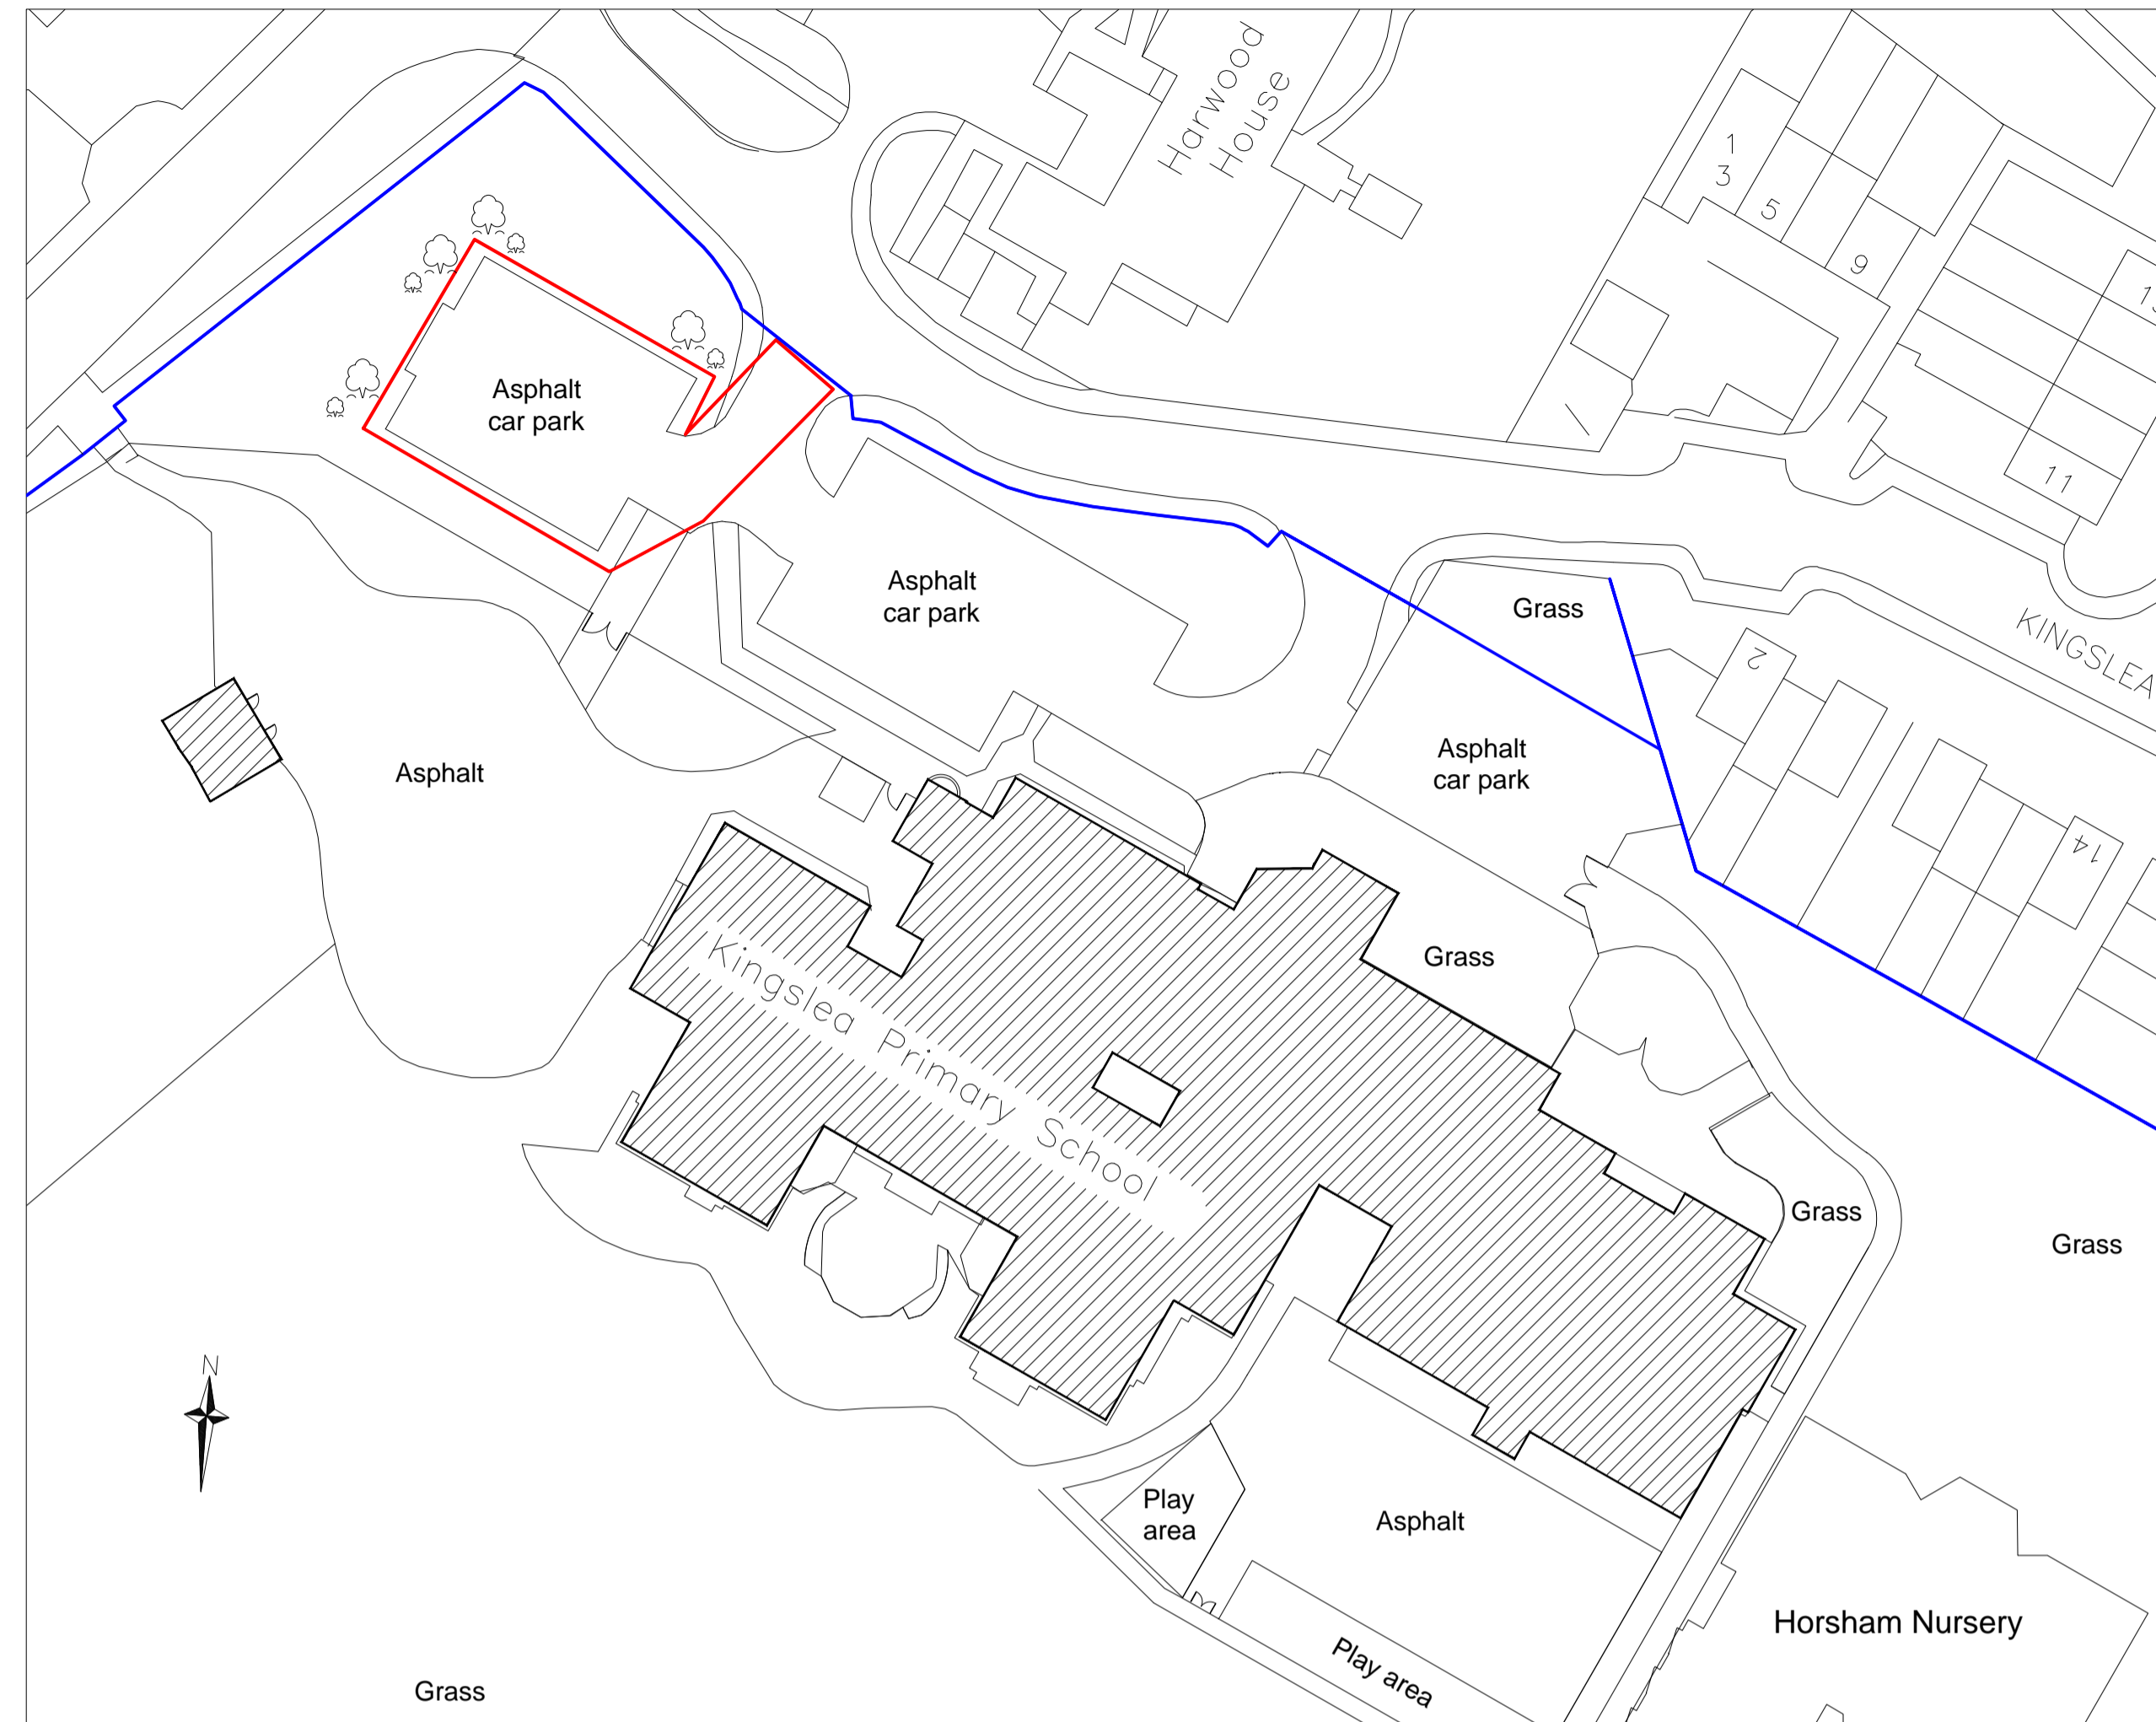 Harwood
House
1
3
5
9
11
Asphalt
car park
Asphalt
car park
Grass
KINGSLEA
2
Asphalt
car park
Asphalt
14
Grass
Kingslea Primary School
Grass
Grass
N
Play
area
Asphalt
Horsham Nursery
Play area
Grass